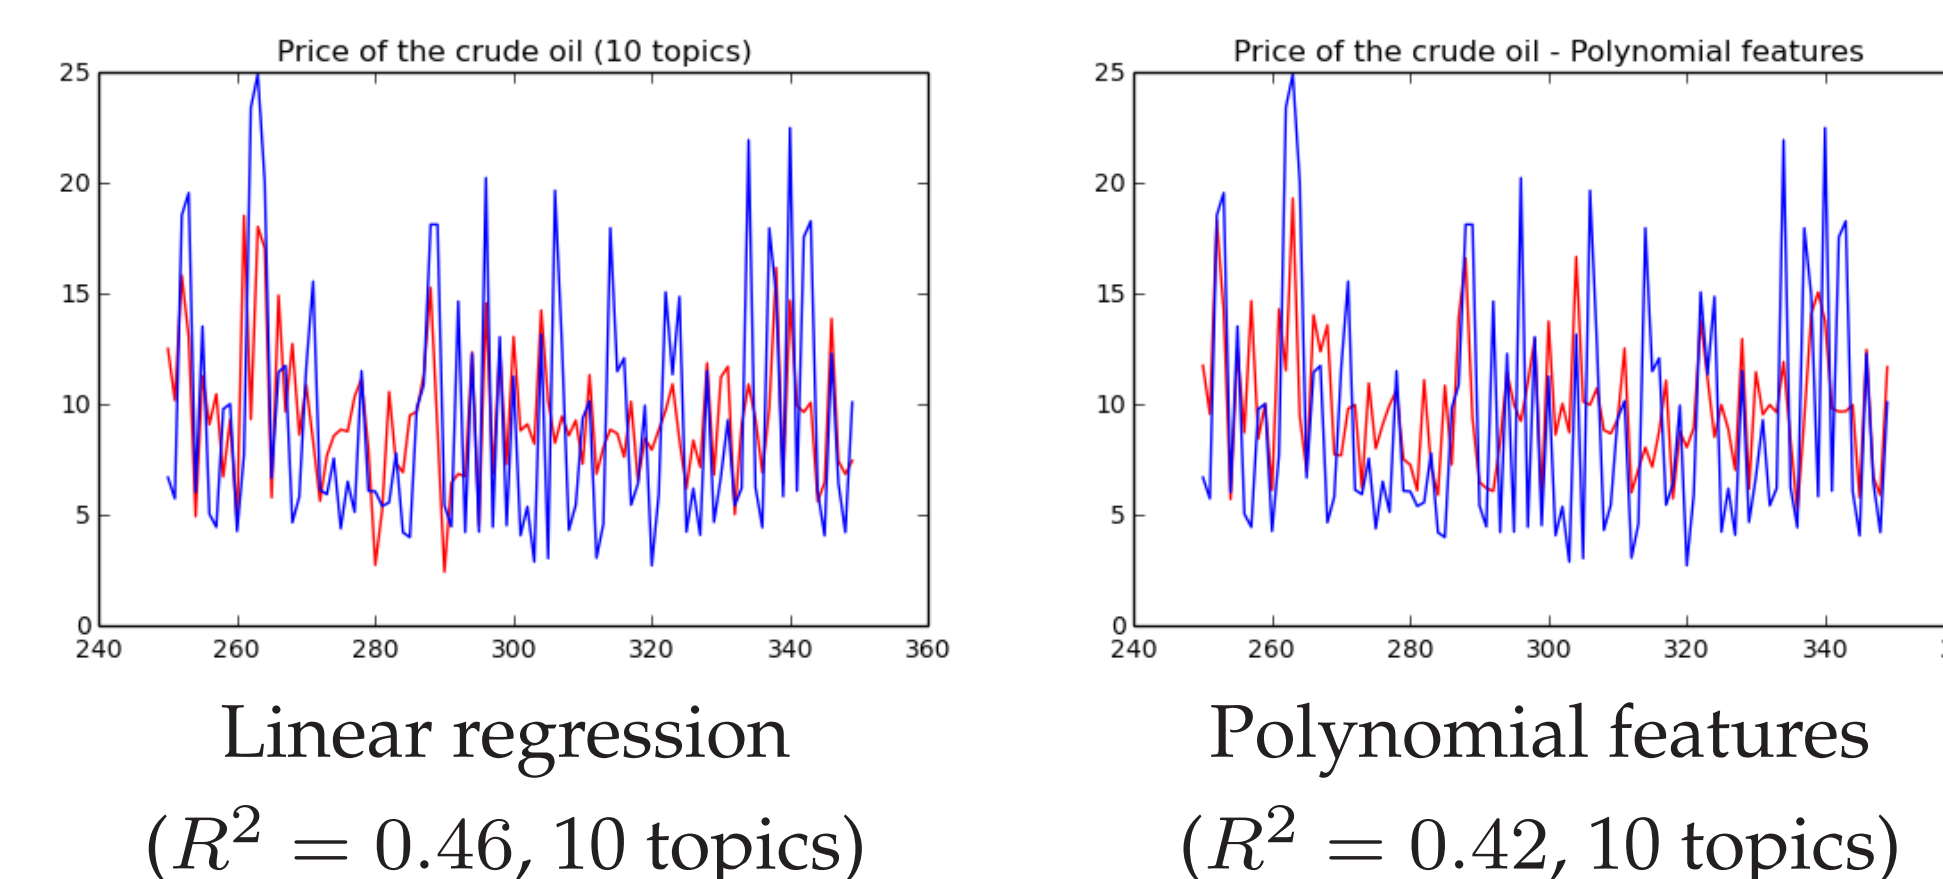 Price of the crude oil (10 topics)
25
20
15
10
5
0
240 260 280 300 320 340 360
Linear regression
(R² = 0.46, 10 topics)
Price of the crude oil - Polynomial features
25
20
15
10
5
0
240 260 280 300 320 340
Polynomial features
(R² = 0.42, 10 topics)